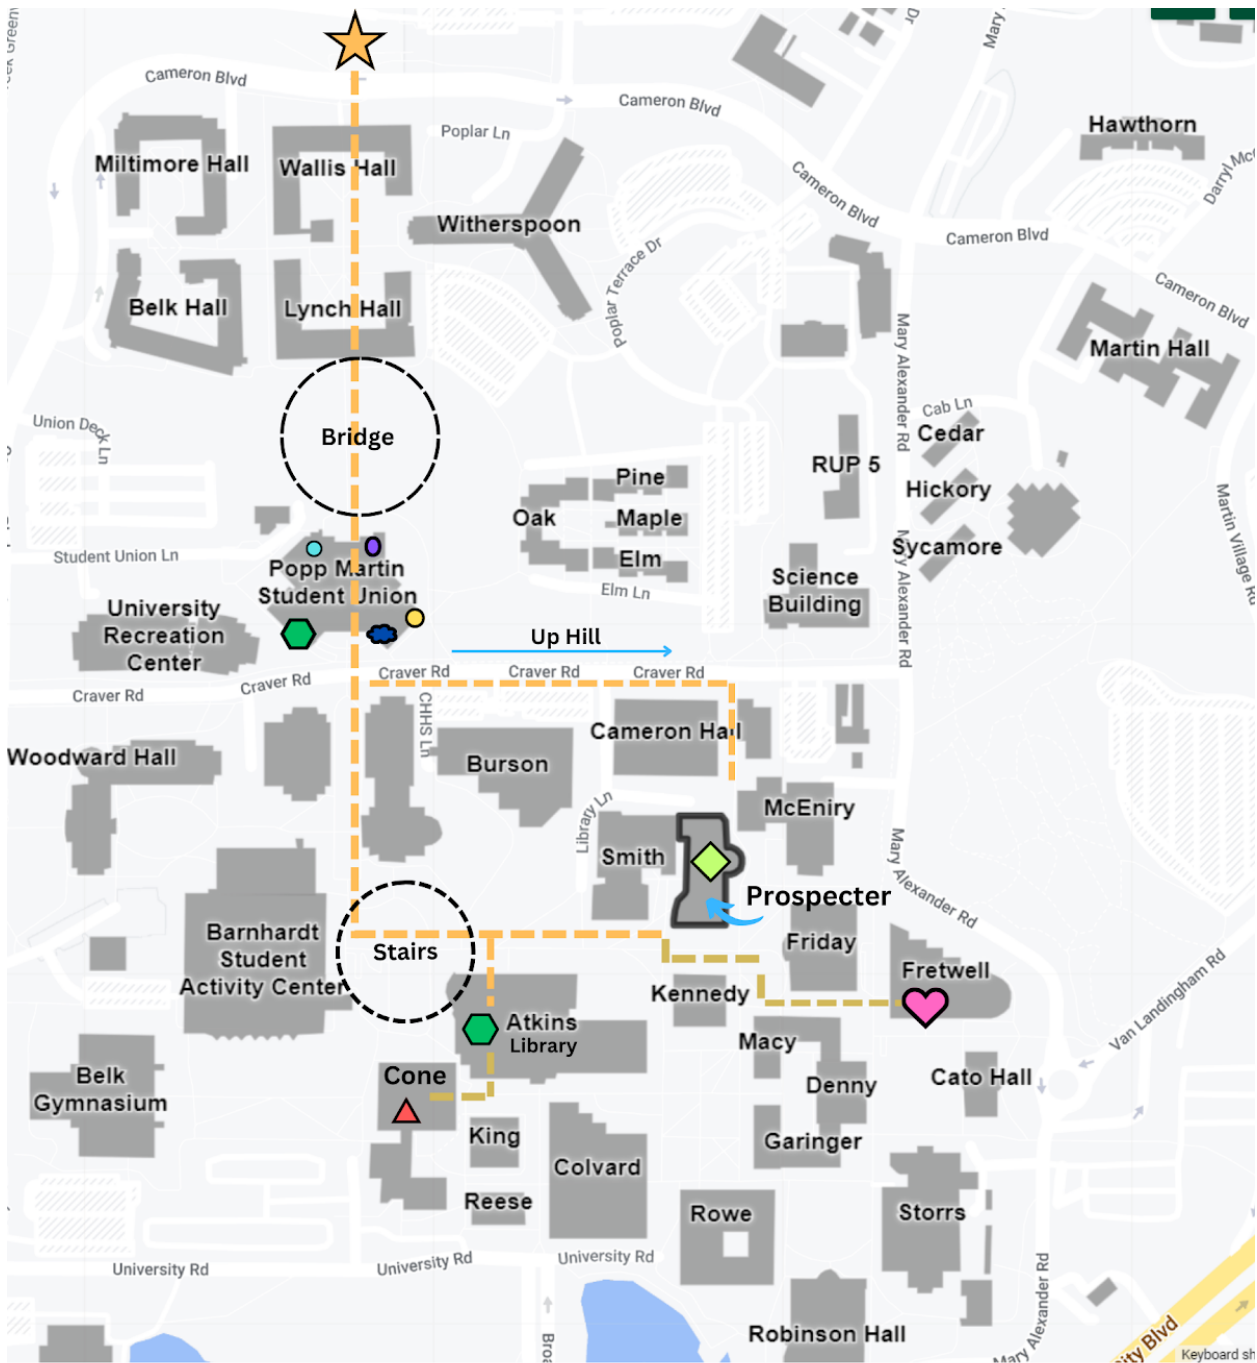 Cameron Blvd
Mary
Cameron Blvd
Poplar Ln
Hawthorn
Miltimore Hall
Wallis Hall
Witherspoon
Cameron Blvd
Cameron Blvd
Poplar Terrace Dr
Belk Hall
Lynch Hall
Cameron Blvd
Mary Alexander Rd
Martin Hall
Cab Ln
Union Deck Ln
Bridge
Cedar
RUP 5
Pine
Hickory
Oak
Maple
Elm
Sycamore
Mary Alexander Rd
Martin Village Rd
Student Union Ln
Popp Martin
Student Union
Elm Ln
Science
Building
University
Recreation
Center
Up Hill
Craver Rd
Craver Rd
Craver Rd
Craver Rd
Craver Rd
CHHS Ln
Cameron Hall
Woodward Hall
Burson
Library Ln
McEniry
Smith
Mary Alexander Rd
Prospecter
Barnhardt
Student
Activity Center
Stairs
Friday
Fretwell
Kennedy
Atkins
Library
Van Landingham Rd
Macy
Belk
Gymnasium
Cone
Denny
Cato Hall
King
Garinger
Colvard
Reese
Rowe
Storrs
University Rd
University Rd
University Rd
Mary Alexander Rd
Robinson Hall
Keyboard sh